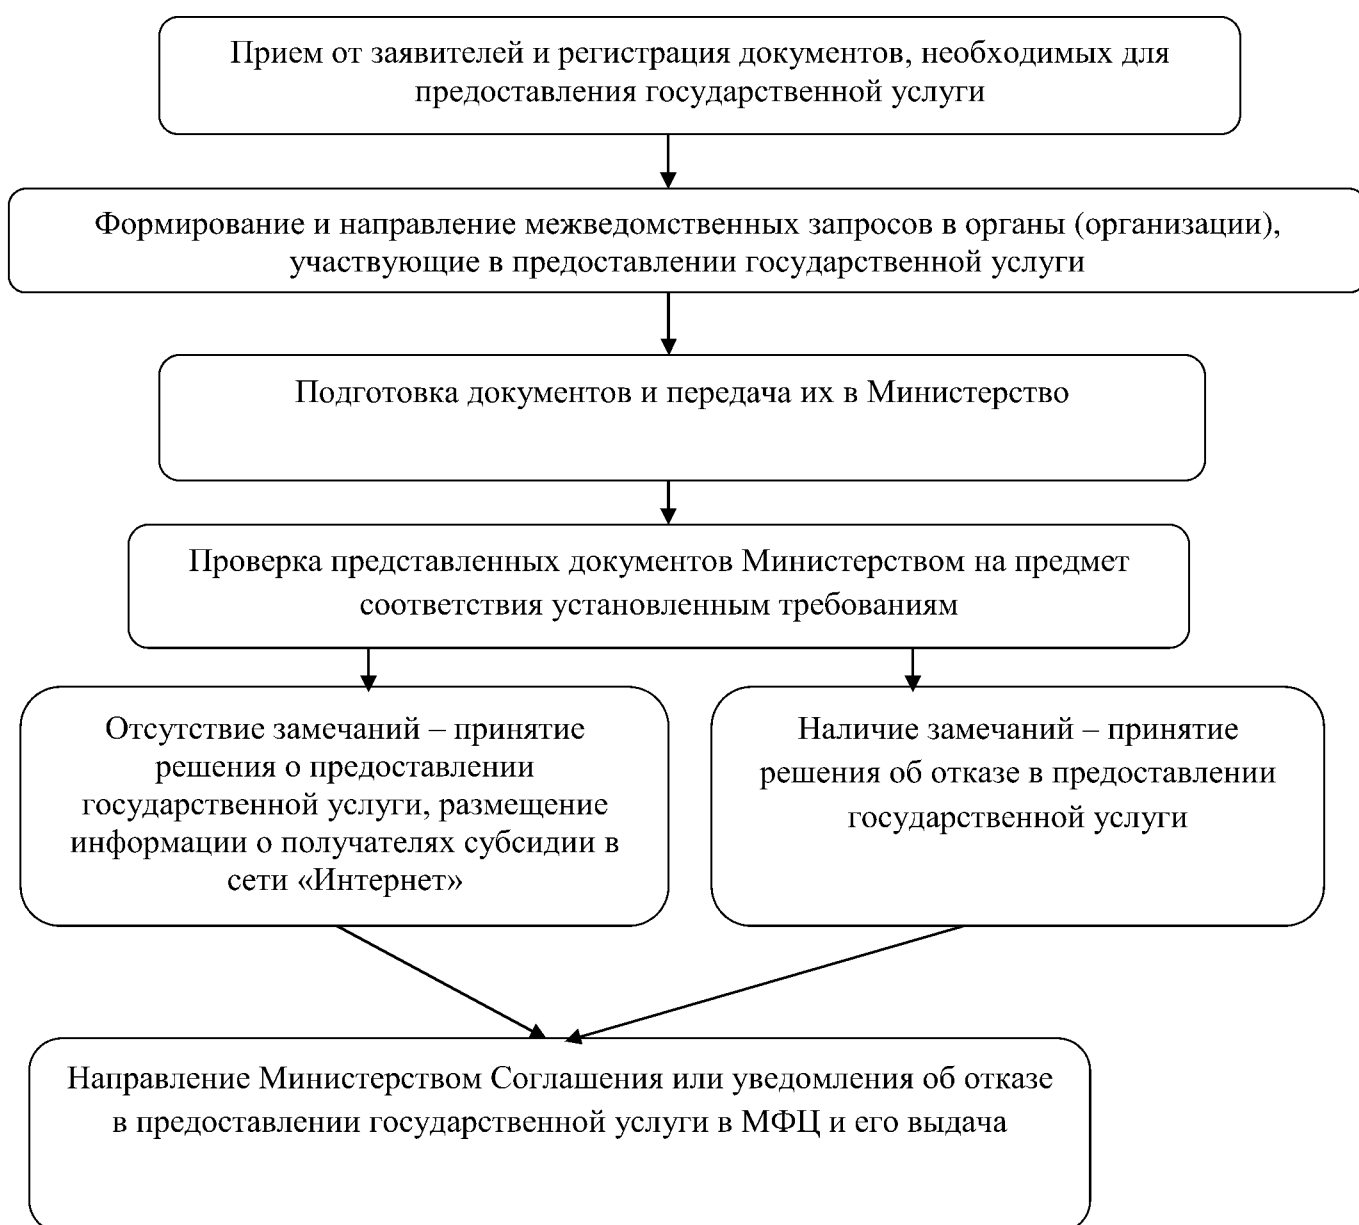 Прием от заявителей и регистрация документов, необходимых для
предоставления государственной услуги
Формирование и направление межведомственных запросов в органы (организации),
участвующие в предоставлении государственной услуги
Подготовка документов и передача их в Министерство
Проверка представленных документов Министерством на предмет
соответствия установленным требованиям
Отсутствие замечаний – принятие
решения о предоставлении
государственной услуги, размещение
информации о получателях субсидии в
сети «Интернет»
Наличие замечаний – принятие
решения об отказе в предоставлении
государственной услуги
Направление Министерством Соглашения или уведомления об отказе
в предоставлении государственной услуги в МФЦ и его выдача